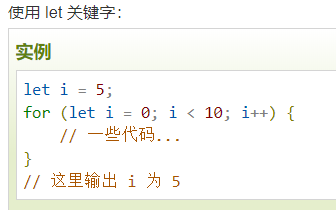 使用 let 关键字：
实例
let i = 5;
for (let i = 0; i < 10; i++) {
    // 一些代码...
}
// 这里输出 i 为 5